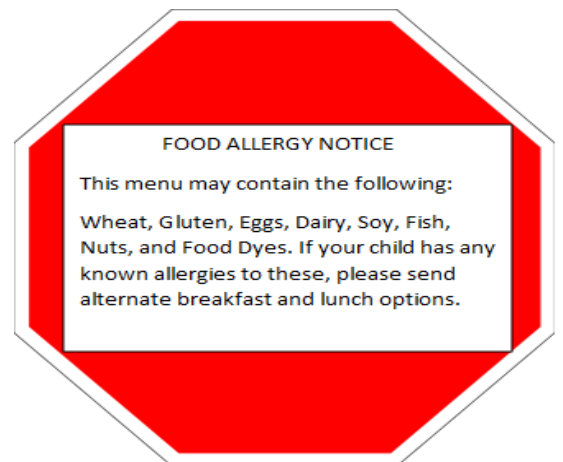 FOOD ALLERGY NOTICE
This menu may contain the following:
Wheat, Gluten, Eggs, Dairy, Soy, Fish,
Nuts, and Food Dyes. If your child has any
known allergies to these, please send
alternate breakfast and lunch options.